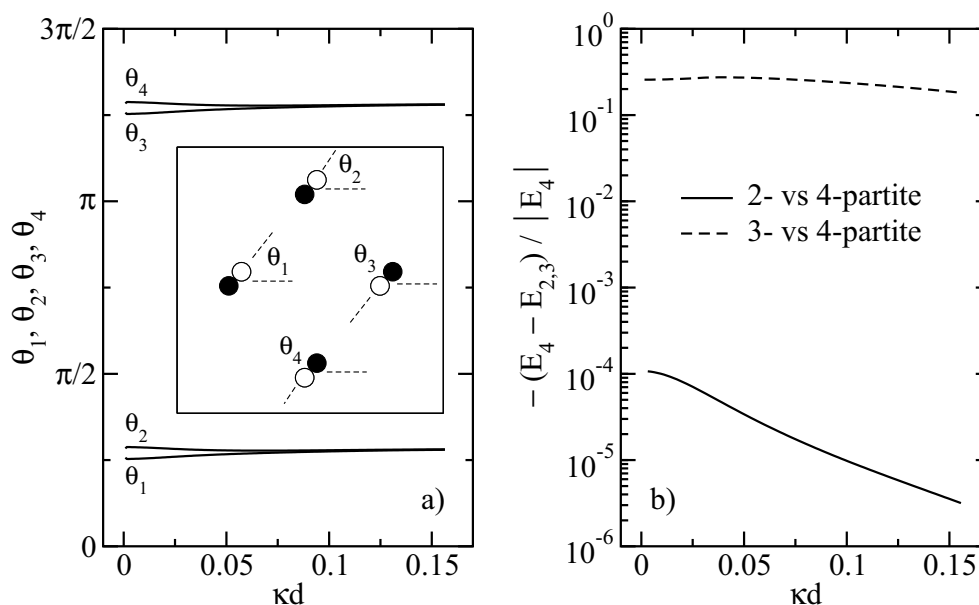 3π/2
π
π/2
0
θ₁, θ₂, θ₃, θ₄
θ₄
θ₃
θ₂
θ₁
θ₂
θ₁
θ₃
θ₄
a)
0
0.05
0.1
0.15
κd
10⁰
10⁻¹
10⁻²
10⁻³
10⁻⁴
10⁻⁵
10⁻⁶
− (E₄ − E₂,₃) / |E₄|
2- vs 4-partite
3- vs 4-partite
b)
0
0.05
0.1
0.15
κd